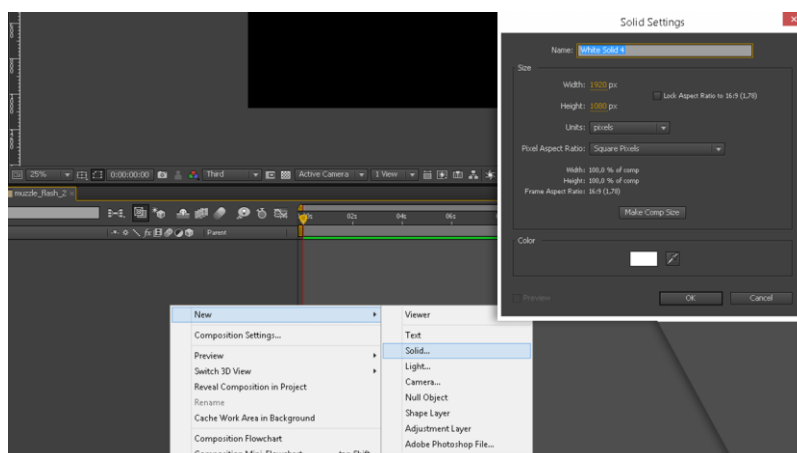 Solid Settings
Name: White Solid 4
Size
Width: 1920 px
Lock Aspect Ratio to 16:9 (1,78)
Height: 1080 px
Units: pixels
Pixel Aspect Ratio: Square Pixels
Width: 100,0 % of comp
Height: 100,0 % of comp
Frame Aspect Ratio: 16:9 (1,78)
Make Comp Size
Color
Preview OK Cancel
25% 0:00:00:00 Third Active Camera 1 View
muzzle_flash_2
02s 04s 06s
Parent
New
Composition Settings...
Preview
Switch 3D View
Reveal Composition in Project
Rename
Cache Work Area in Background
Composition Flowchart
Viewer
Text
Solid...
Light...
Camera...
Null Object
Shape Layer
Adjustment Layer
Adobe Photoshop File...